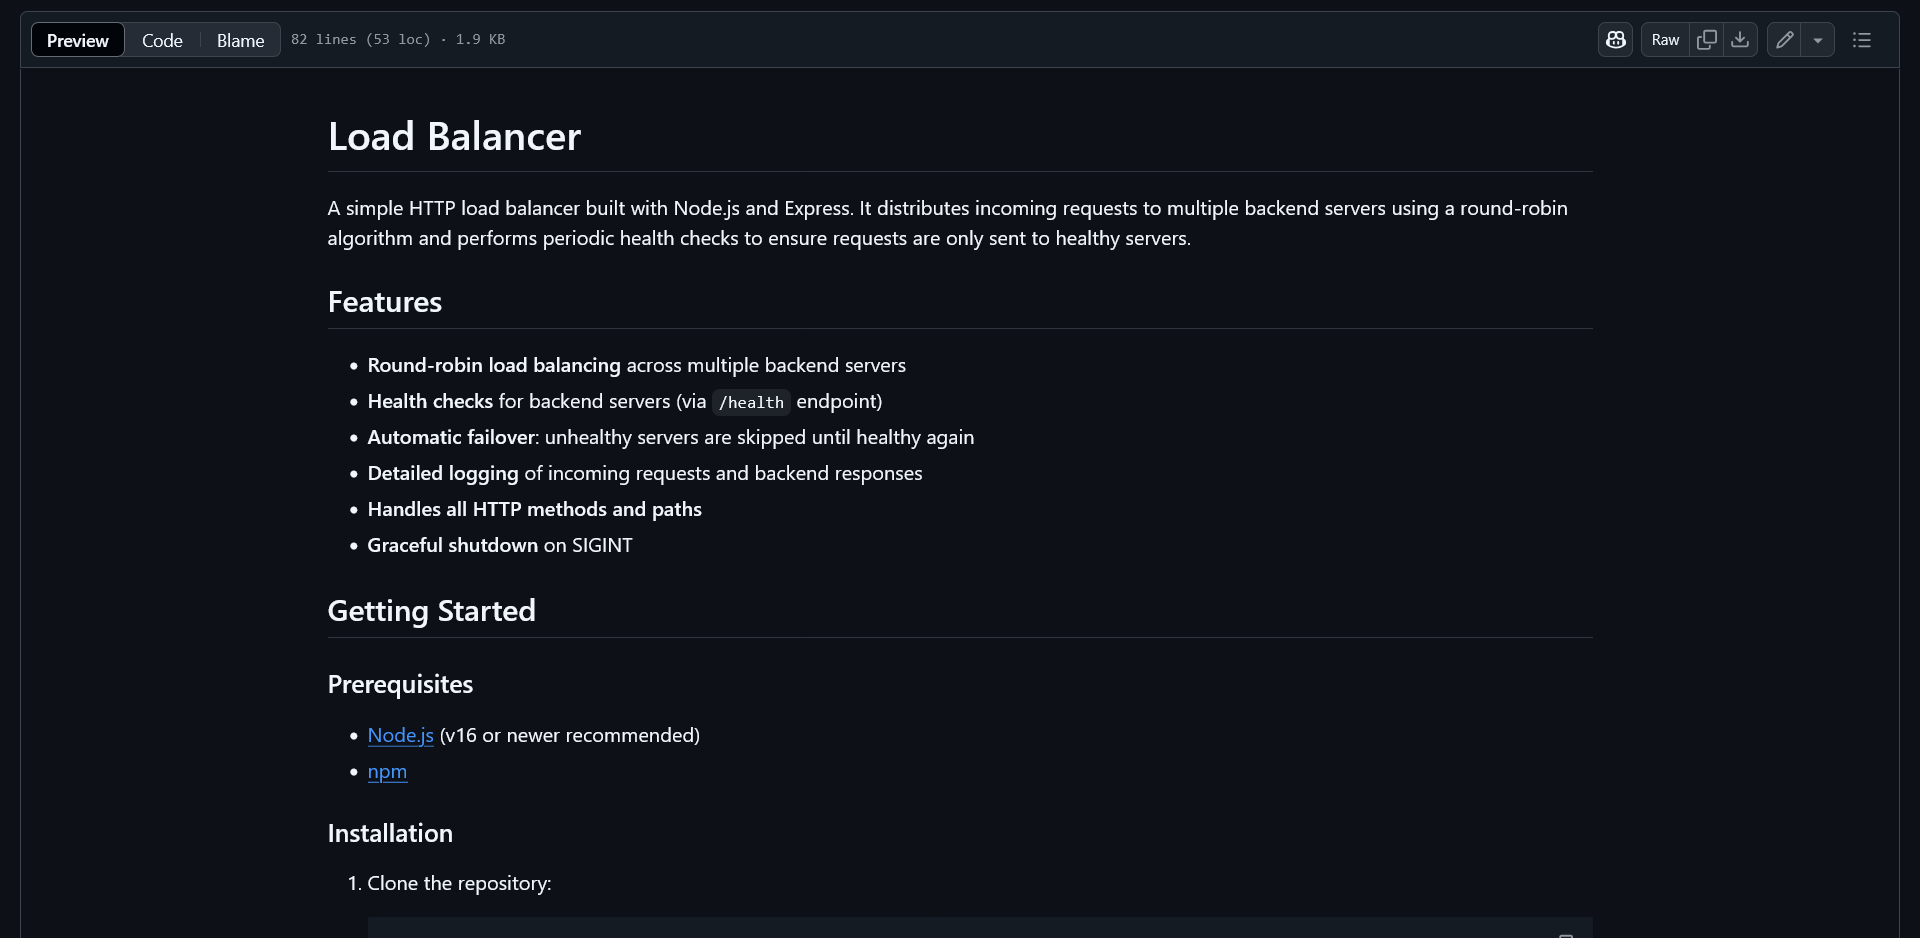 Preview Code Blame 82 lines (53 loc) · 1.9 KB Raw
Load Balancer
A simple HTTP load balancer built with Node.js and Express. It distributes incoming requests to multiple backend servers using a round-robin
algorithm and performs periodic health checks to ensure requests are only sent to healthy servers.
Features
• Round-robin load balancing across multiple backend servers
• Health checks for backend servers (via /health endpoint)
• Automatic failover: unhealthy servers are skipped until healthy again
• Detailed logging of incoming requests and backend responses
• Handles all HTTP methods and paths
• Graceful shutdown on SIGINT
Getting Started
Prerequisites
• Node.js (v16 or newer recommended)
• npm
Installation
1. Clone the repository: